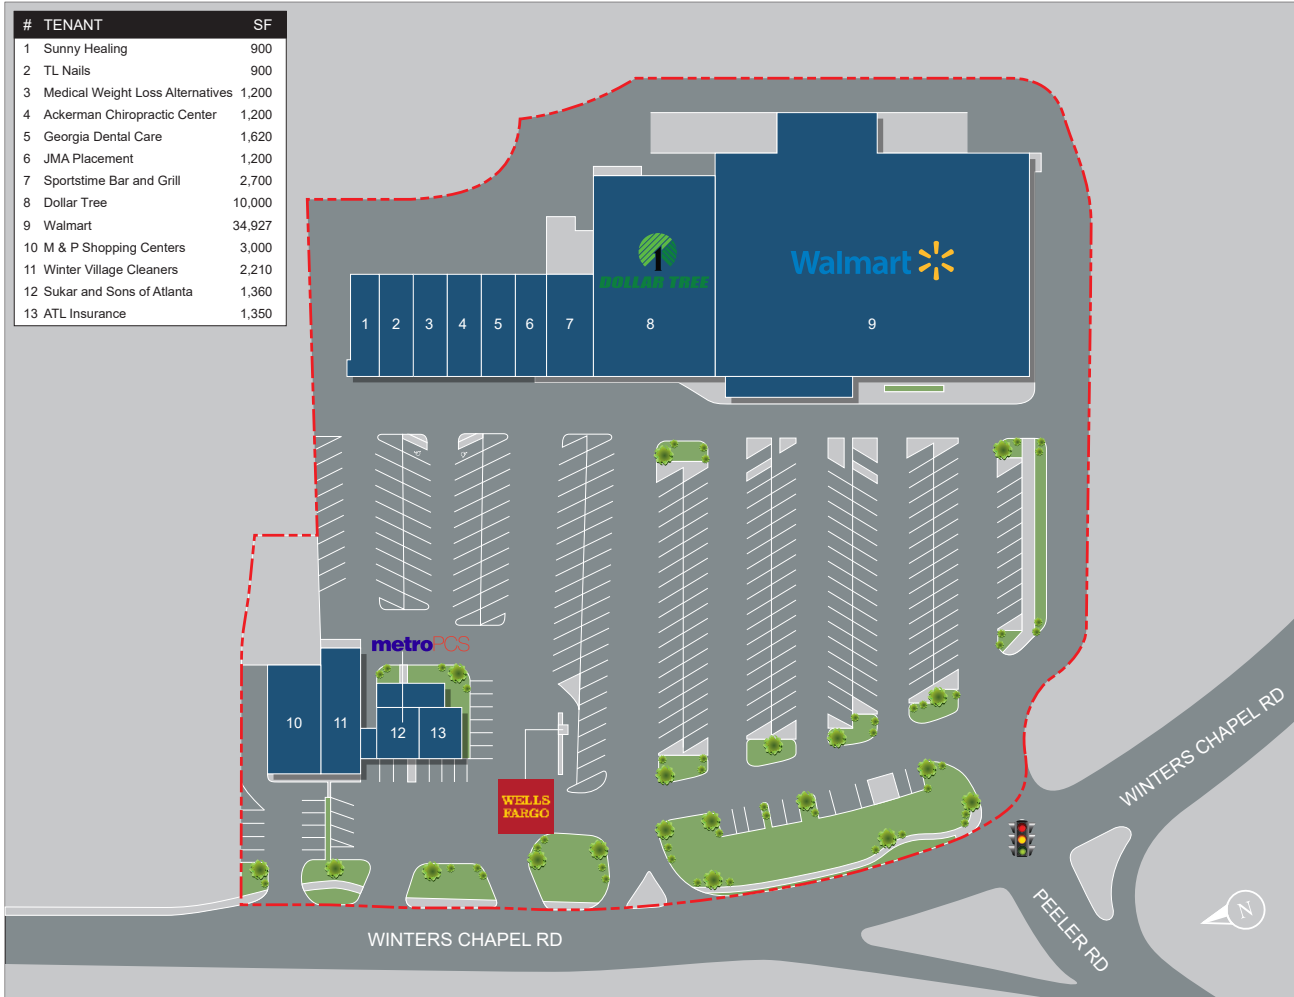 # TENANT SF
1 Sunny Healing 900
2 TL Nails 900
3 Medical Weight Loss Alternatives 1,200
4 Ackerman Chiropractic Center 1,200
5 Georgia Dental Care 1,620
6 JMA Placement 1,200
7 Sportstime Bar and Grill 2,700
8 Dollar Tree 10,000
9 Walmart 34,927
10 M & P Shopping Centers 3,000
11 Winter Village Cleaners 2,210
12 Sukar and Sons of Atlanta 1,360
13 ATL Insurance 1,350
1
DOLLAR TREE
Walmart
1 2 3 4 5 6 7 8 9
metroPCS
10 11 12 13
WELLS
FARGO
WINTERS CHAPEL RD
WINTERS CHAPEL RD
PEELER RD
N